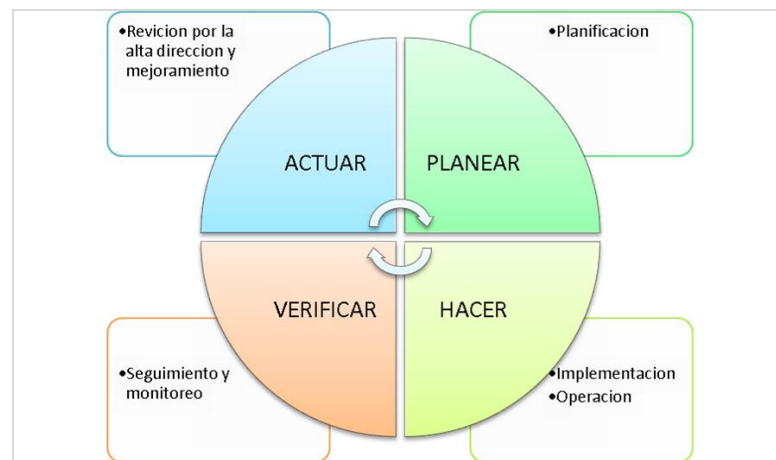 •Revicion por la
alta direccion y
mejoramiento
•Planificacion
ACTUAR
PLANEAR
VERIFICAR
HACER
•Seguimiento y
monitoreo
•Implementacion
•Operacion